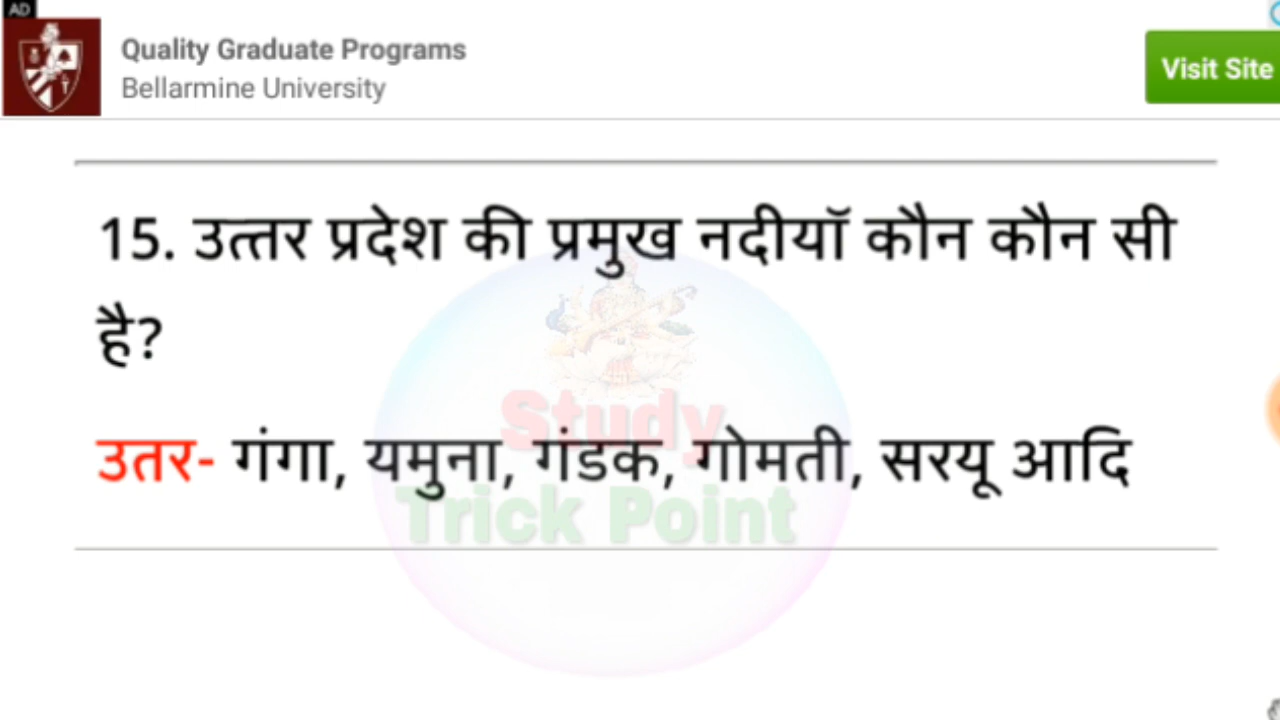 AD
Quality Graduate Programs
Bellarmine University
Visit Site
15. उत्तर प्रदेश की प्रमुख नदीयॉ कौन कौन सी
है?
Study
उतर- गंगा, यमुना, गंडक, गोमती, सरयू आदि
Trick Point